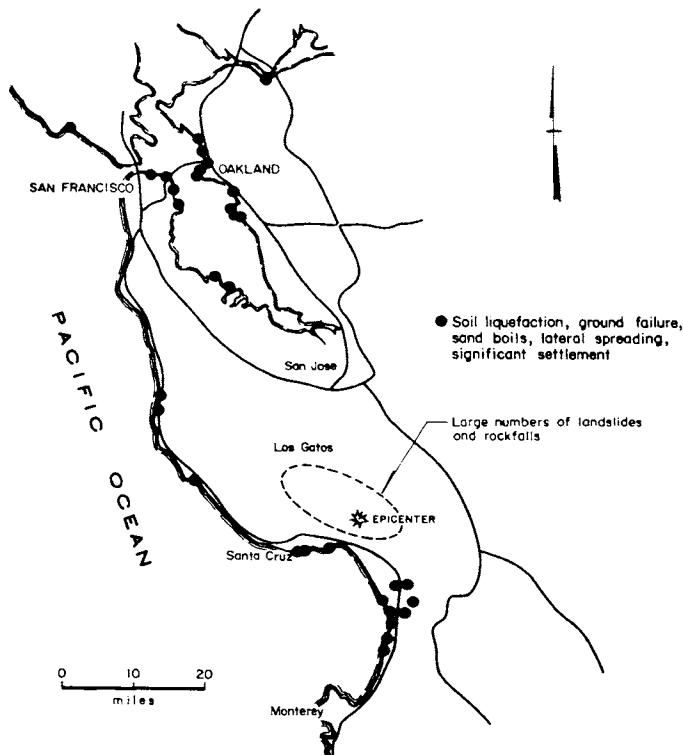 OAKLAND
SAN FRANCISCO
PACIFIC OCEAN
San Jose
Soil liquefaction, ground failure,
sand boils, lateral spreading,
significant settlement
Large numbers of landslides
and rockfalls
Los Gatos
EPICENTER
Santa Cruz
0 10 20
miles
Monterey